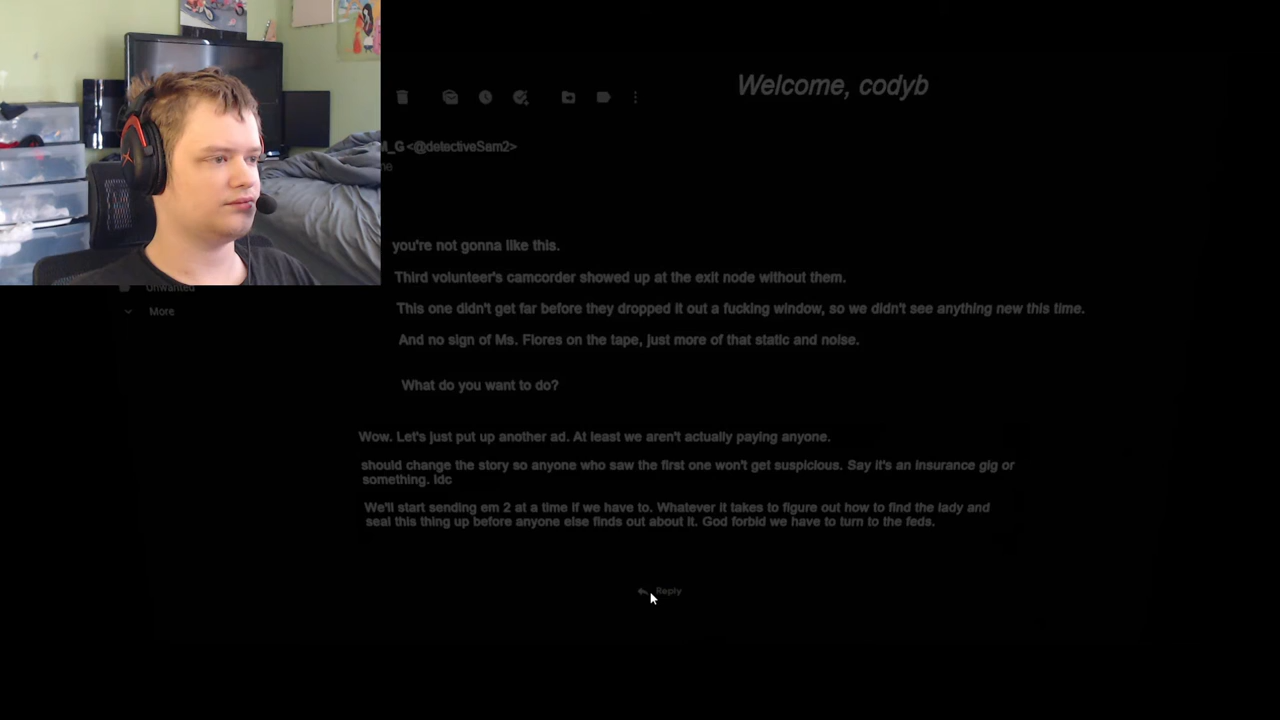 Welcome, codyb
_G <@detectiveSam2>
me
you're not gonna like this.
Unwanted
Third volunteer's camcorder showed up at the exit node without them.
More
This one didn't get far before they dropped it out a fucking window, so we didn't see anything new this time.
And no sign of Ms. Flores on the tape, just more of that static and noise.
What do you want to do?
Wow. Let's just put up another ad. At least we aren't actually paying anyone.
should change the story so anyone who saw the first one won't get suspicious. Say it's an insurance gig or
something. Idc
We'll start sending em 2 at a time if we have to. Whatever it takes to figure out how to find the lady and
seal this thing up before anyone else finds out about it. God forbid we have to turn to the feds.
Reply